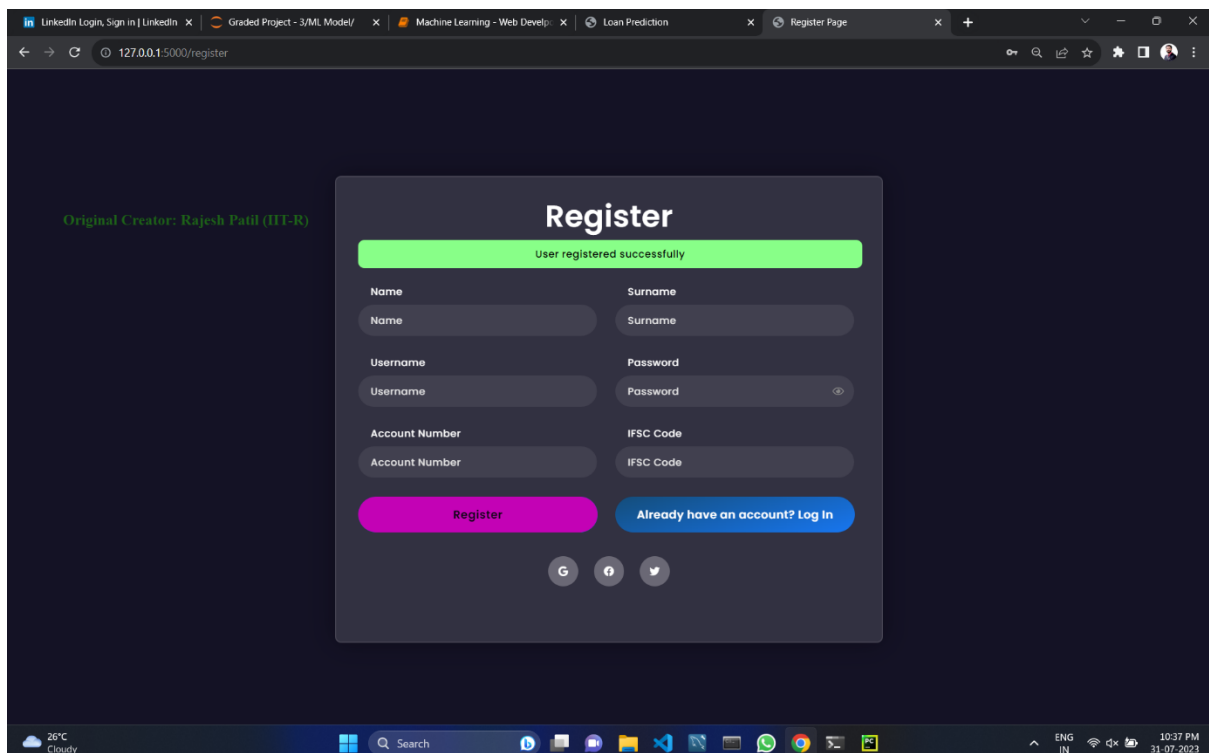 LinkedIn Login, Sign in | LinkedIn
Graded Project - 3/ML Model/
Machine Learning - Web Develp
Loan Prediction
Register Page
127.0.0.1:5000/register
Original Creator: Rajesh Patil (IIT-R)
Register
User registered successfully
Name
Surname
Name
Surname
Username
Password
Username
Password
Account Number
IFSC Code
Account Number
IFSC Code
Register
Already have an account? Log In
26°C
Cloudy
Search
ENG
IN
10:37 PM
31-07-2023